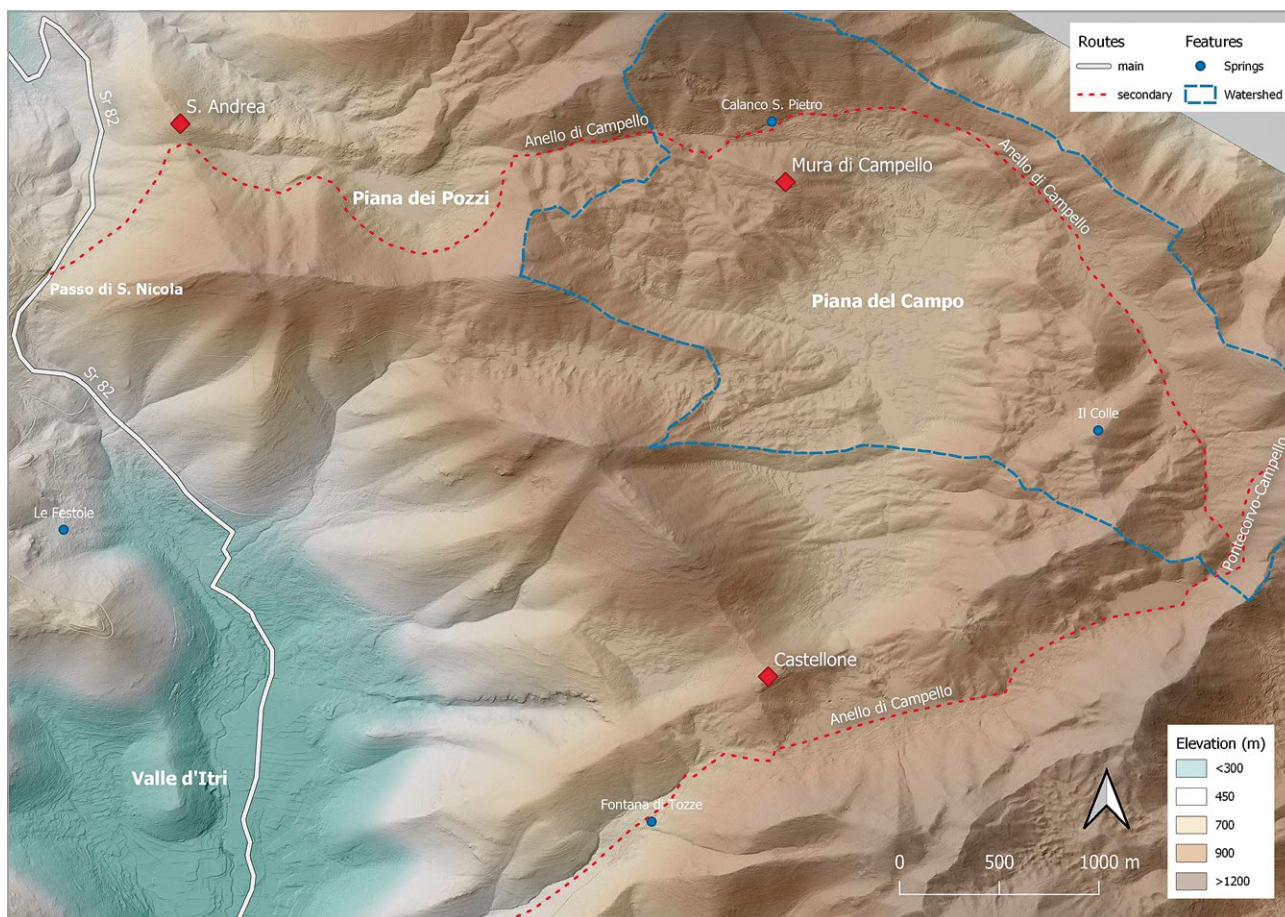 Routes
main
secondary
Features
Springs
Watershed
Sr 82
S. Andrea
Calanco S. Pietro
Anello di Campello
Mura di Campello
Anello di Campello
Piana dei Pozzi
Passo di S. Nicola
Piana del Campo
Sr 82
Il Colle
Le Festole
Pontecorvo-Campello
Castellone
Anello di Campello
Valle d'Itri
Fontana di Tozze
Elevation (m)
<300
450
700
900
>1200
0 500 1000 m